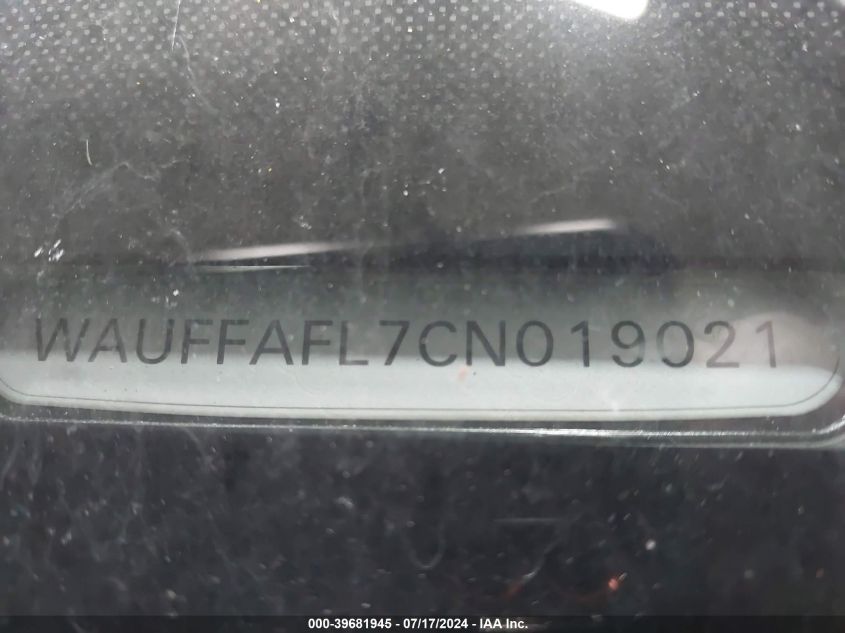 WAUFFAFL7CN019021
000-39681945 - 07/17/2024 - IAA Inc.